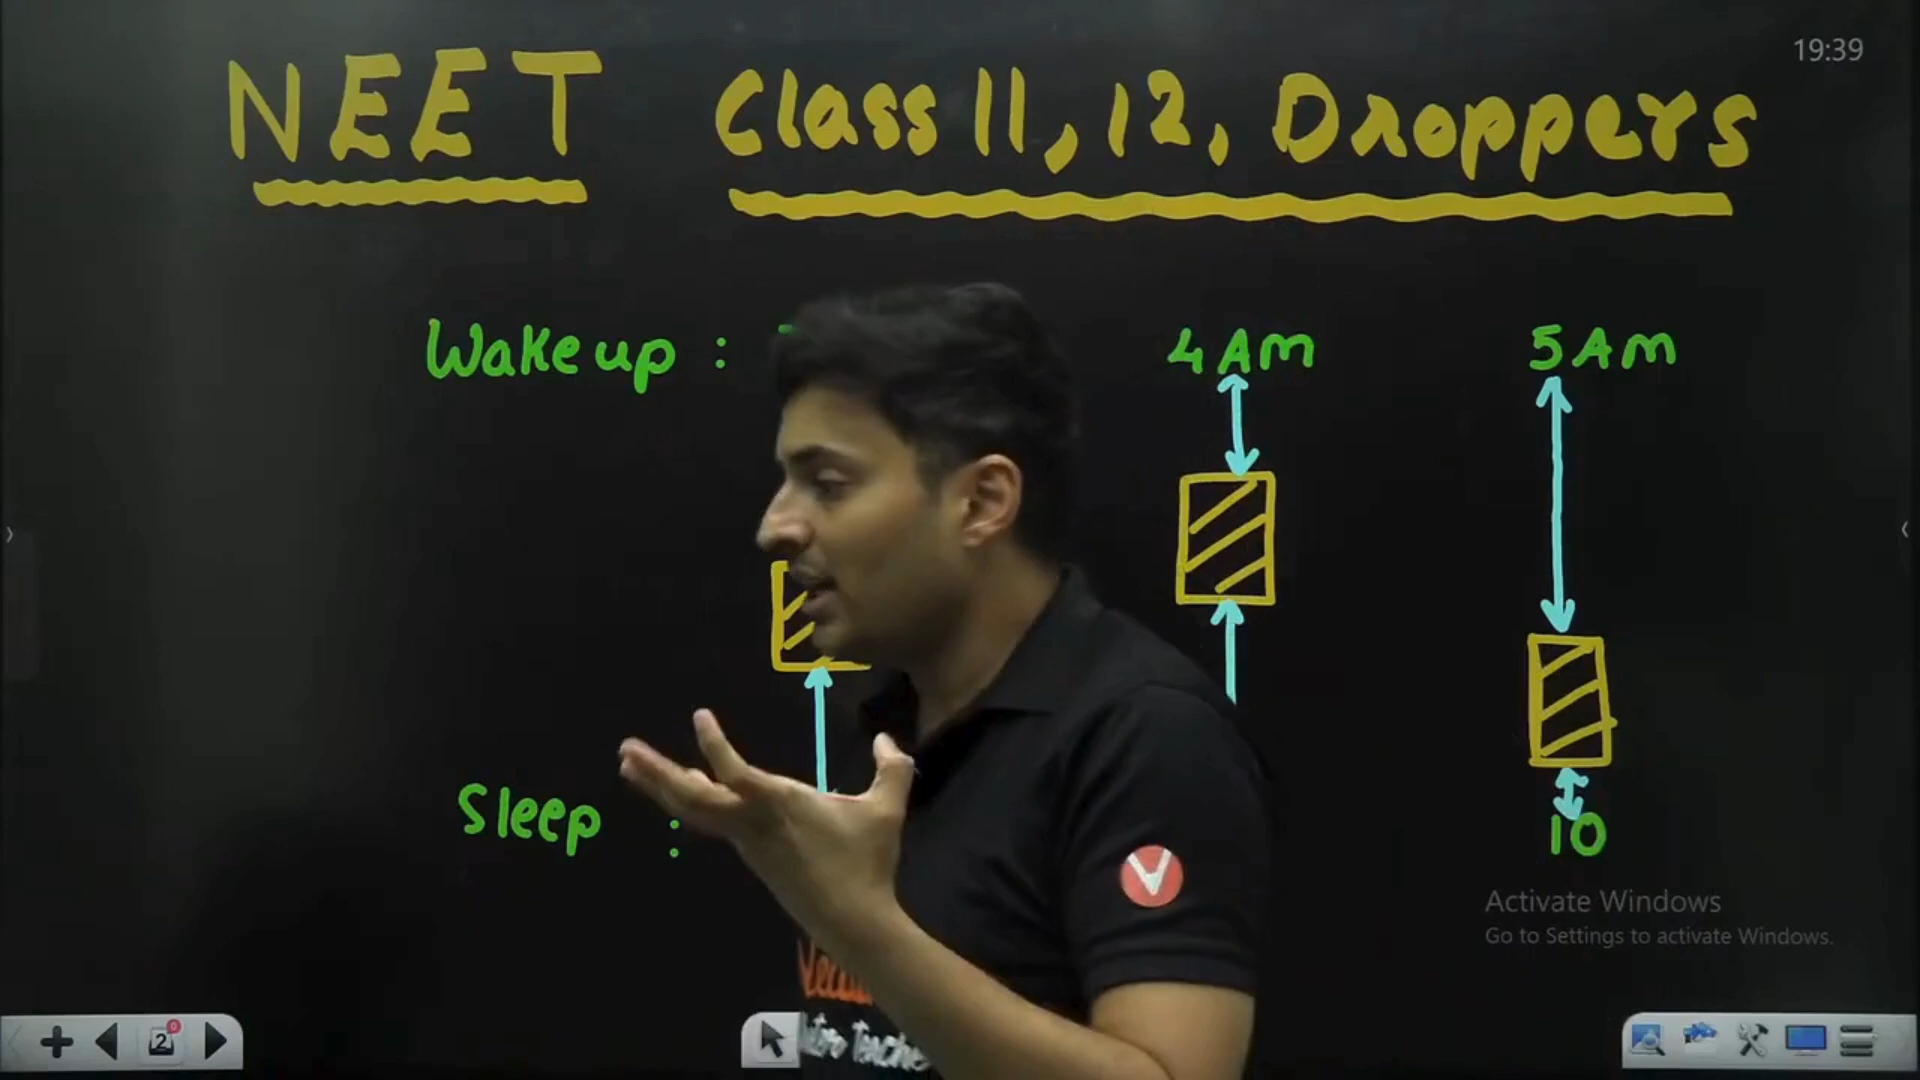 19:39
NEET Class 11, 12, Droppers
Wake up : 4 Am 5 Am
Sleep : 10
Activate Windows
Go to Settings to activate Windows.
2
0
V